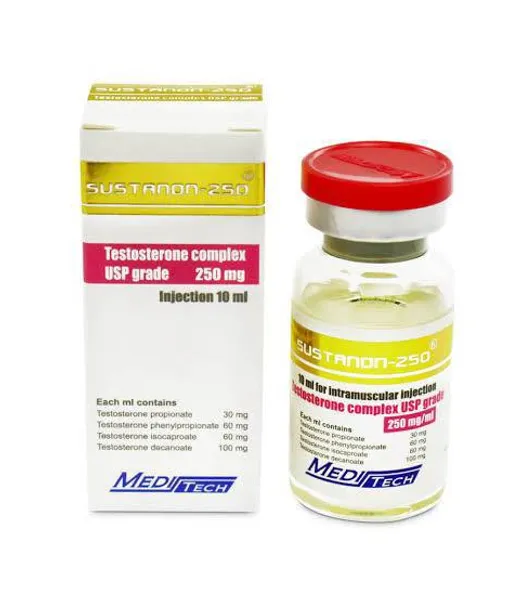 SUSTANON-250
Testosterone complex USP grade
SUSTANON-250®
Testosterone complex
USP grade 250 mg
Injection 10 ml
Each ml contains
Testosterone propionate 30 mg
Testosterone phenylpropionate 60 mg
Testosterone isocaproate 60 mg
Testosterone decanoate 100 mg
MEDITECH
SUSTANON-250®
10 ml for intramuscular injection
Testosterone complex USP grade
250 mg/ml
Each ml contains
Testosterone propionate 30 mg
Testosterone phenylpropionate 60 mg
Testosterone isocaproate 60 mg
Testosterone decanoate 100 mg
MEDITECH